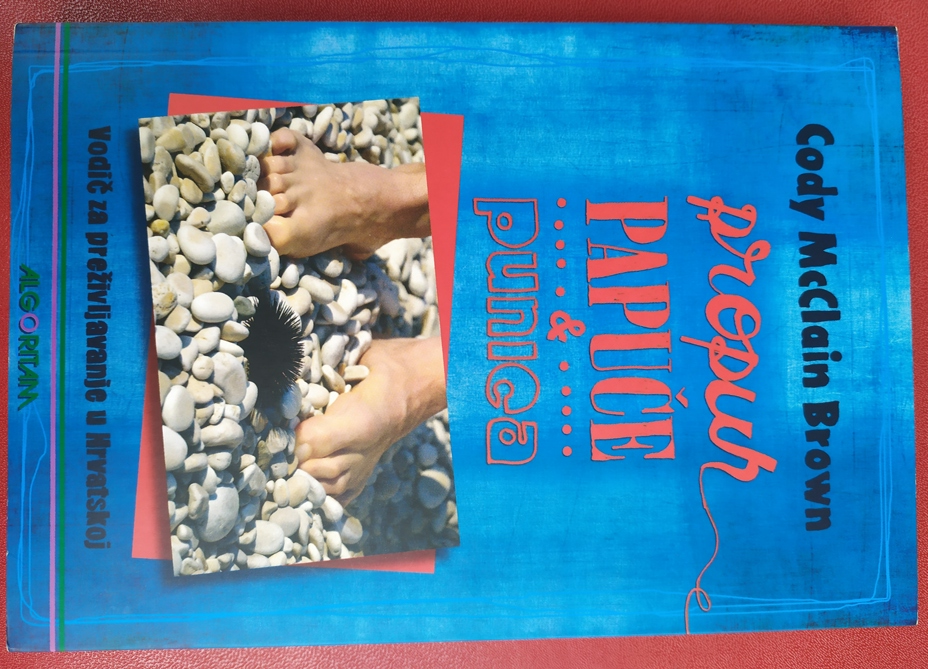 Cody McClain Brown
propuh
PAPUČE
&
punica
Vodič za preživljavanje u Hrvatskoj
ALGORITAM